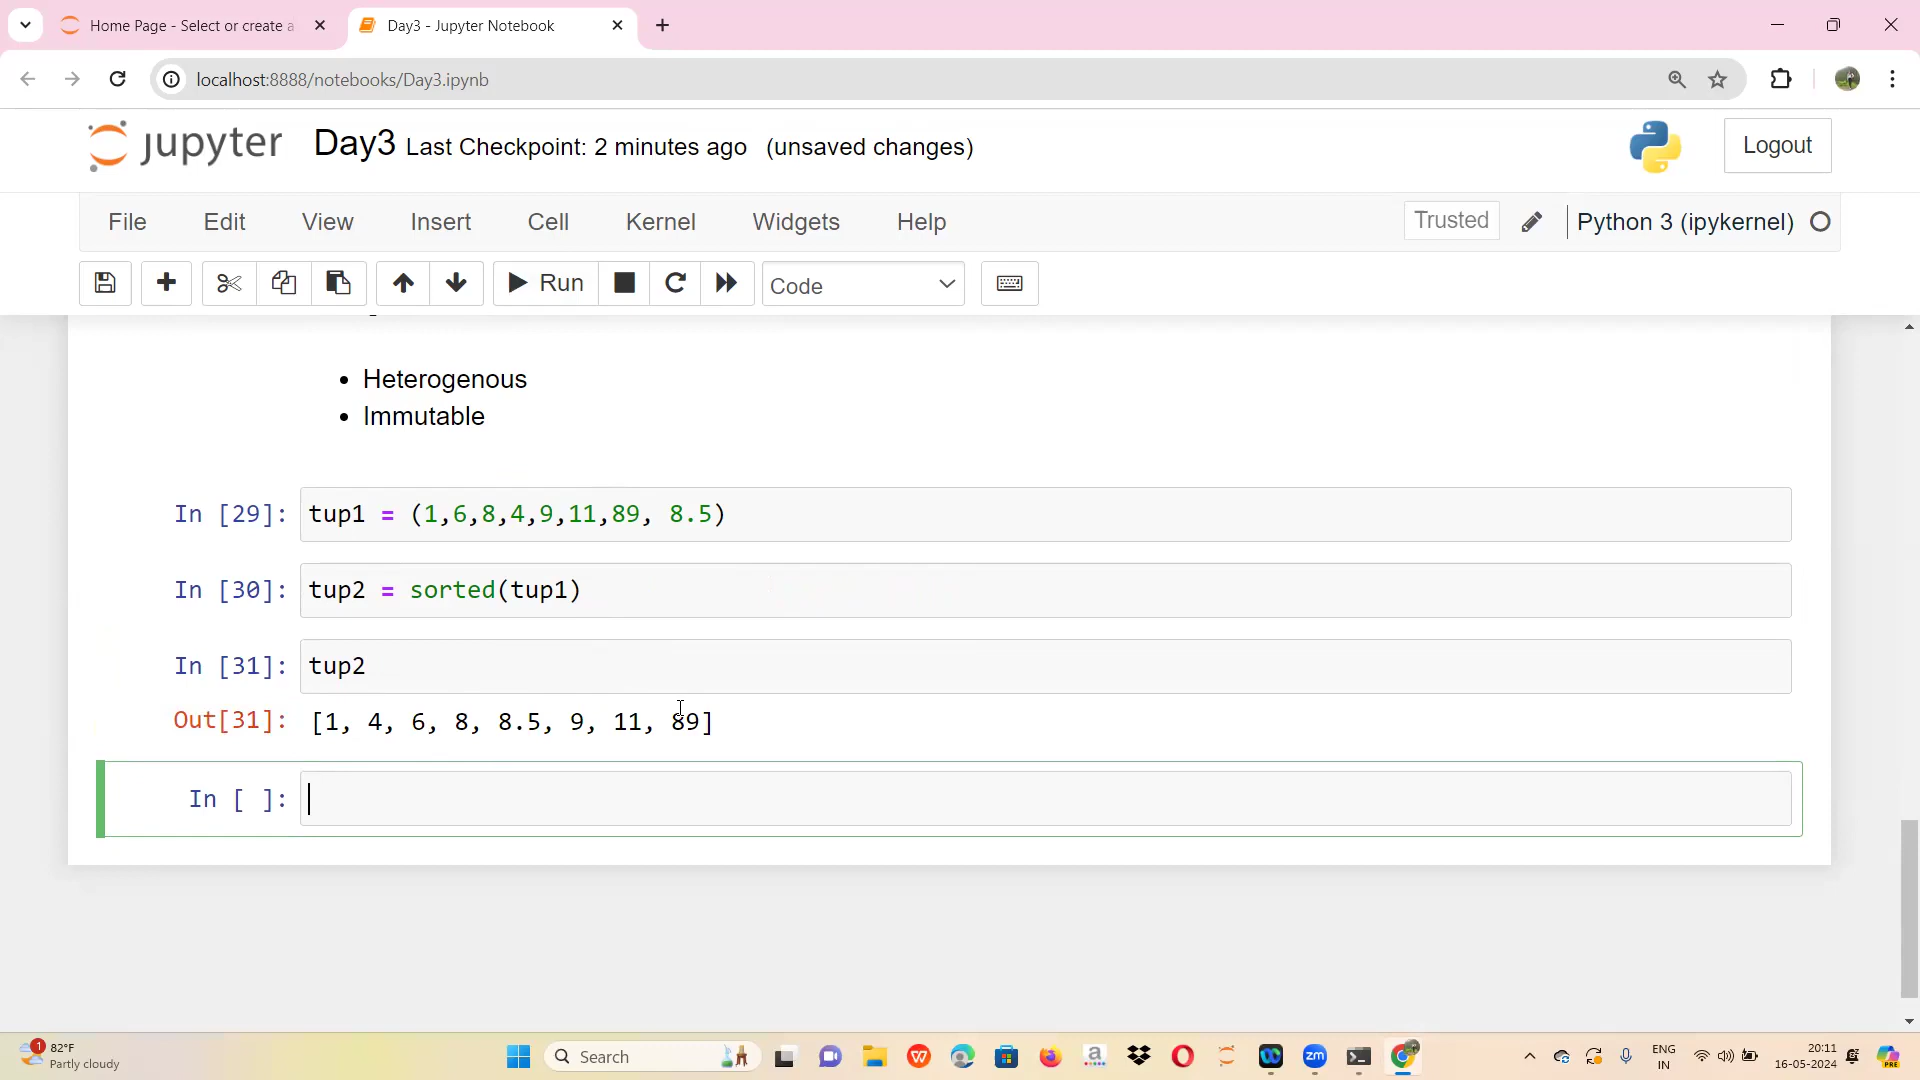 Home Page - Select or create a
Day3 - Jupyter Notebook
localhost:8888/notebooks/Day3.ipynb
jupyter Day3 Last Checkpoint: 2 minutes ago (unsaved changes)
Logout
File Edit View Insert Cell Kernel Widgets Help
Trusted
Python 3 (ipykernel)
Run
Code
Heterogenous
Immutable
In [29]: tup1 = (1,6,8,4,9,11,89, 8.5)
In [30]: tup2 = sorted(tup1)
In [31]: tup2
Out[31]: [1, 4, 6, 8, 8.5, 9, 11, 89]
In [ ]:
1
82°F
Partly cloudy
Search
a
zm
ENG
IN
20:11
16-05-2024
PRE